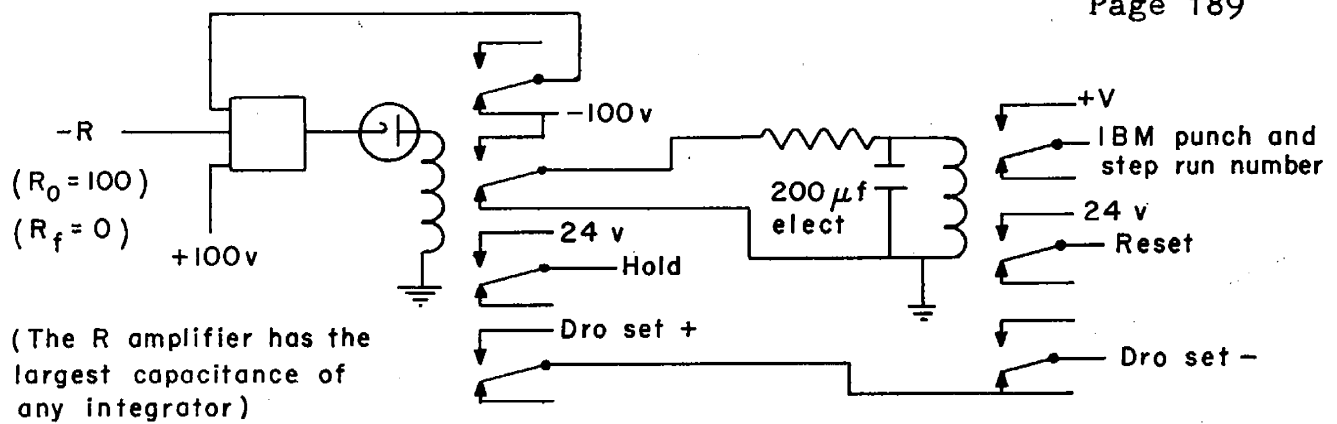 Page 189
-R
(R₀ = 100)
(R_f = 0)
+100v
-100v
200 μf
elect
24 v
Hold
Dro set +
+V
IBM punch and
step run number
24 v
Reset
Dro set -
(The R amplifier has the
largest capacitance of
any integrator)